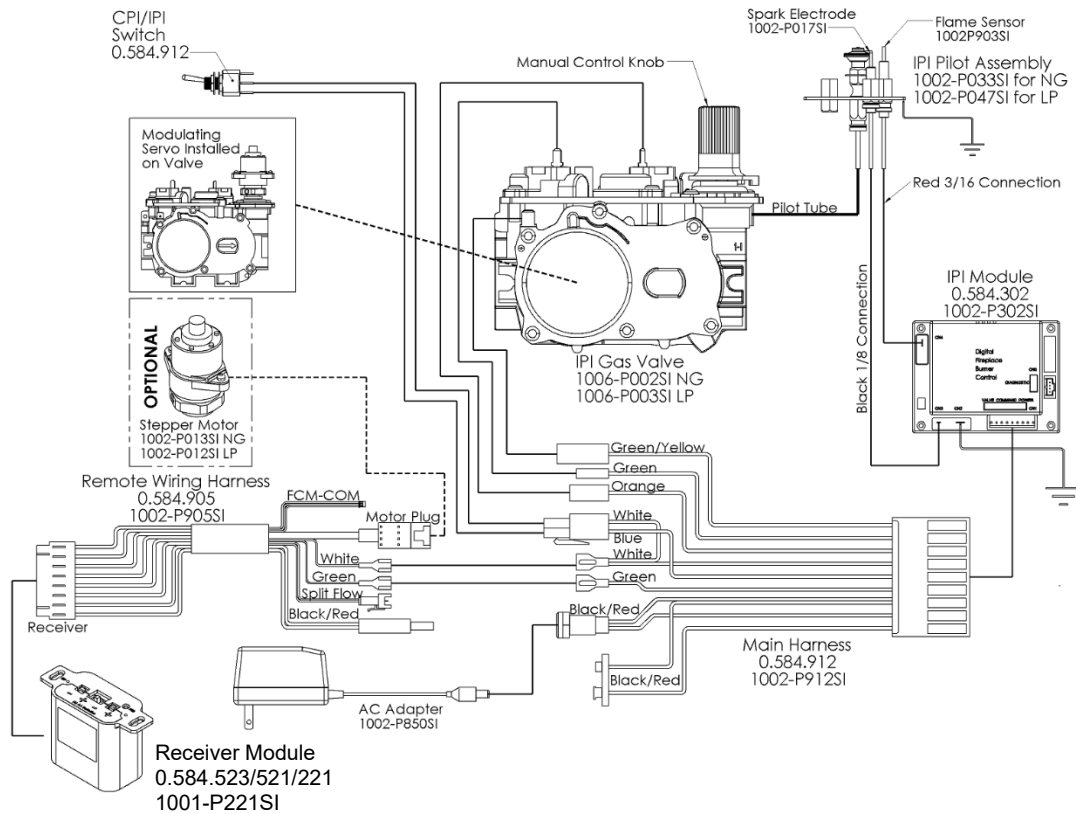 CPI/IPI
Switch
0.584.912
Spark Electrode
1002-P017SI
Flame Sensor
1002P903SI
Manual Control Knob
IPI Pilot Assembly
1002-P033SI for NG
1002-P047SI for LP
Modulating
Servo Installed
on Valve
Red 3/16 Connection
Pilot Tube
1-1
Black 1/8 Connection
IPI Module
0.584.302
1002-P302SI
Digital
Fireplace
Burner
Control
DIAGNOSTIC
VALVE COMMAND POWER
OPTIONAL
Stepper Motor
1002-P013SI NG
1002-P012SI LP
IPI Gas Valve
1006-P002SI NG
1006-P003SI LP
Green/Yellow
Green
Orange
White
Blue
White
Green
Black/Red
Black/Red
Remote Wiring Harness
0.584.905
1002-P905SI
FCM-COM
Motor Plug
White
Green
Split Flow
Black/Red
Receiver
Main Harness
0.584.912
1002-P912SI
AC Adapter
1002-P850SI
Receiver Module
0.584.523/521/221
1001-P221SI